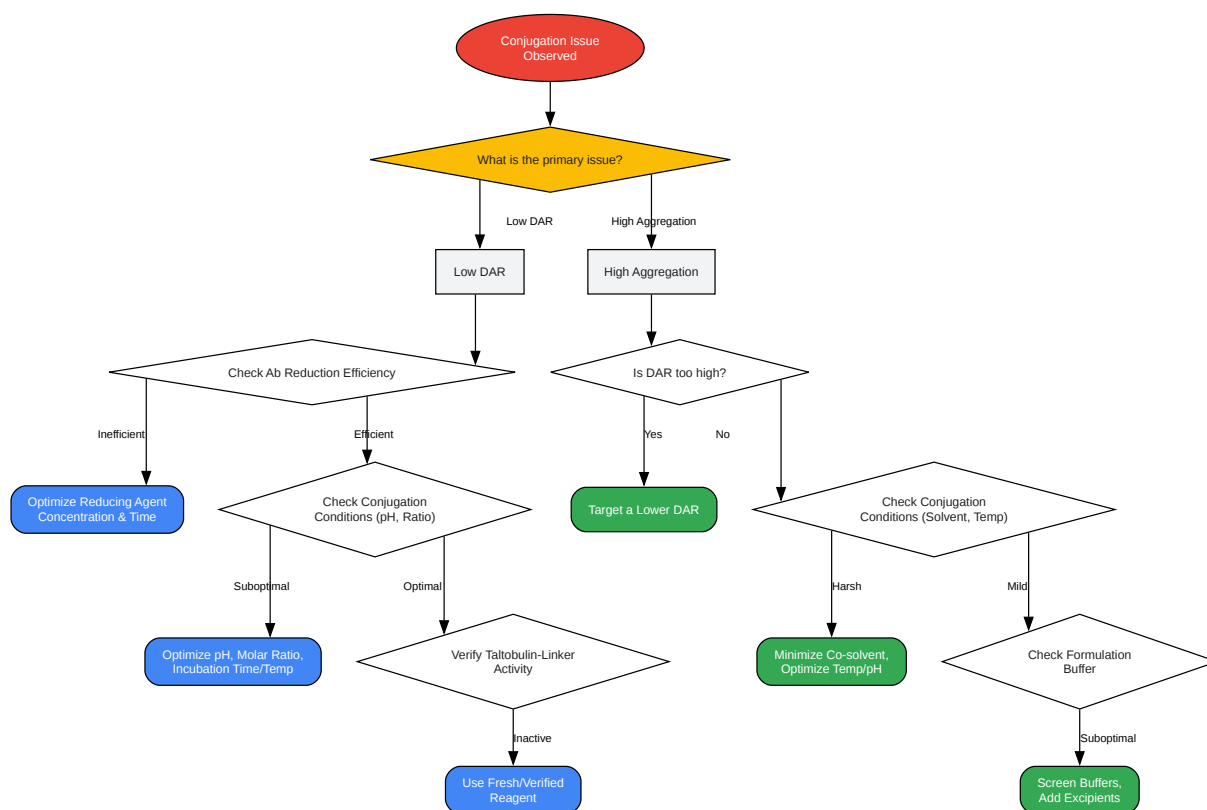 Conjugation Issue
Observed
What is the primary issue?
Low DAR
High Aggregation
Low DAR
High Aggregation
Check Ab Reduction Efficiency
Is DAR too high?
Inefficient
Efficient
Yes
No
Optimize Reducing Agent
Concentration & Time
Check Conjugation
Conditions (pH, Ratio)
Target a Lower DAR
Check Conjugation
Conditions (Solvent, Temp)
Suboptimal
Optimal
Harsh
Mild
Optimize pH, Molar Ratio,
Incubation Time/Temp
Verify Taltobulin-Linker
Activity
Minimize Co-solvent,
Optimize Temp/pH
Check Formulation
Buffer
Inactive
Suboptimal
Use Fresh/Verified
Reagent
Screen Buffers,
Add Excipients